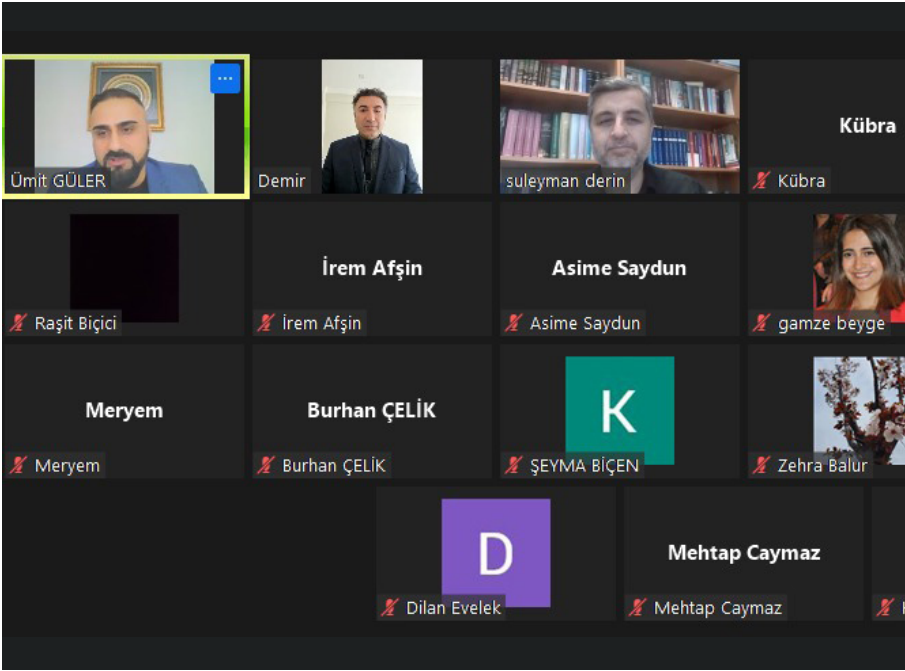 Ümit GÜLER
Demir
suleyman derin
Kübra
Kübra
Raşit Biçici
İrem Afşin
İrem Afşin
Asime Saydun
Asime Saydun
gamze beyge
Meryem
Meryem
Burhan ÇELİK
Burhan ÇELİK
K
ŞEYMA BİÇEN
Zehra Balur
D
Dilan Evelek
Mehtap Caymaz
Mehtap Caymaz